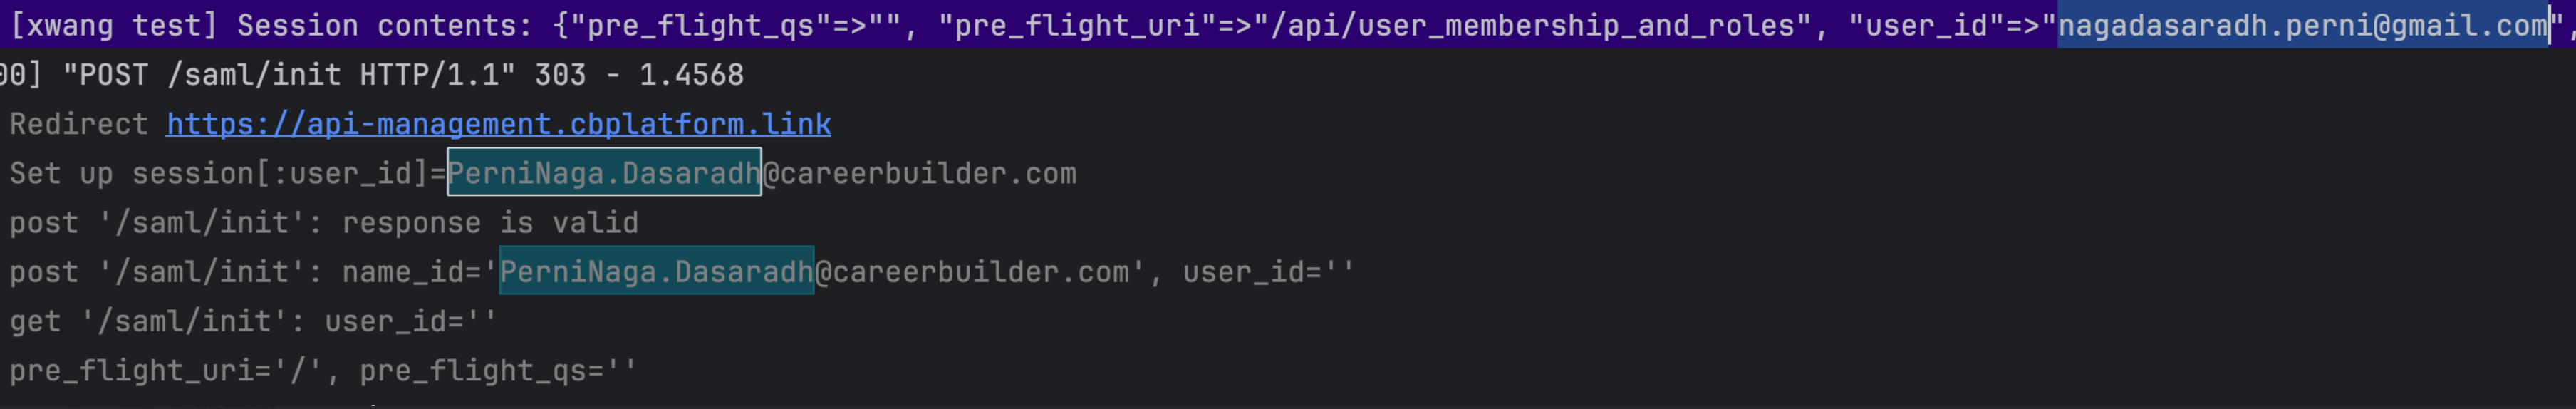 [xwang test] Session contents: {"pre_flight_qs"=>"", "pre_flight_uri"=>"/api/user_membership_and_roles", "user_id"=>"nagadasaradh.perni@gmail.com",
00] "POST /saml/init HTTP/1.1" 303 - 1.4568
Redirect https://api-management.cbplatform.link
Set up session[:user_id]=PerniNaga.Dasaradh@careerbuilder.com
post '/saml/init': response is valid
post '/saml/init': name_id='PerniNaga.Dasaradh@careerbuilder.com', user_id=''
get '/saml/init': user_id=''
pre_flight_uri='/', pre_flight_qs=''